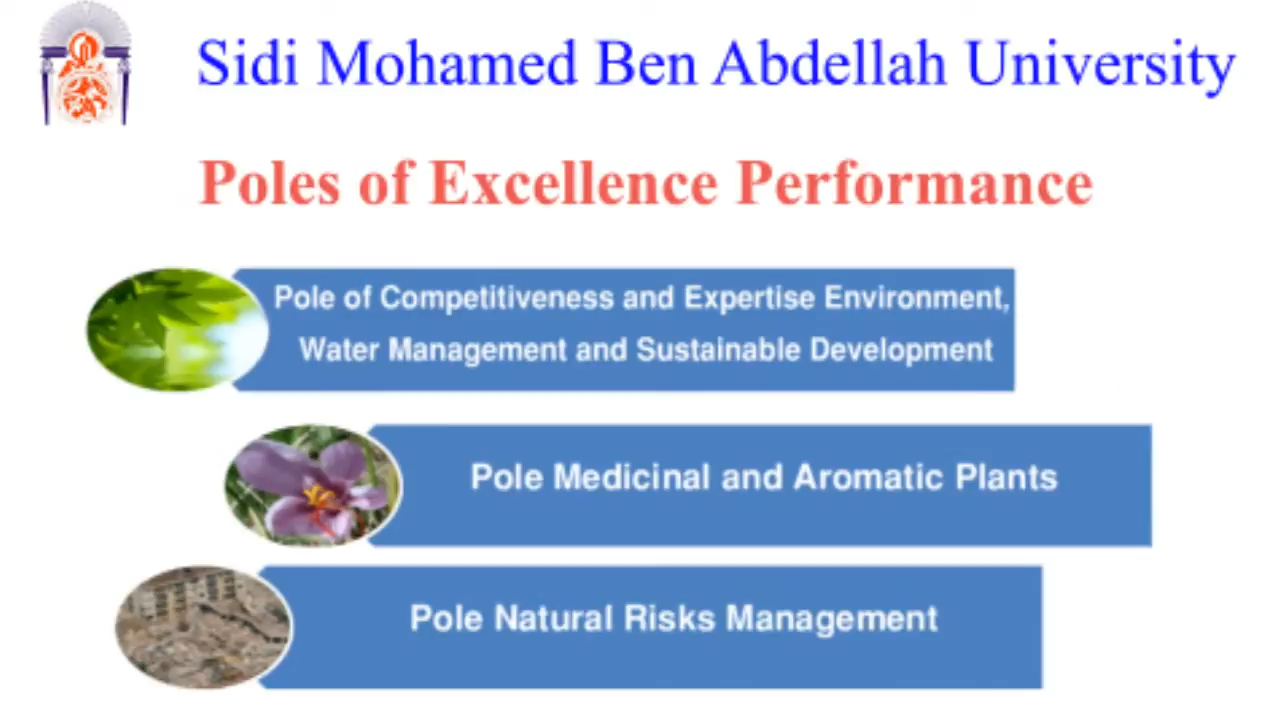 Sidi Mohamed Ben Abdellah University
Poles of Excellence Performance
Pole of Competitiveness and Expertise Environment,
Water Management and Sustainable Development
Pole Medicinal and Aromatic Plants
Pole Natural Risks Management